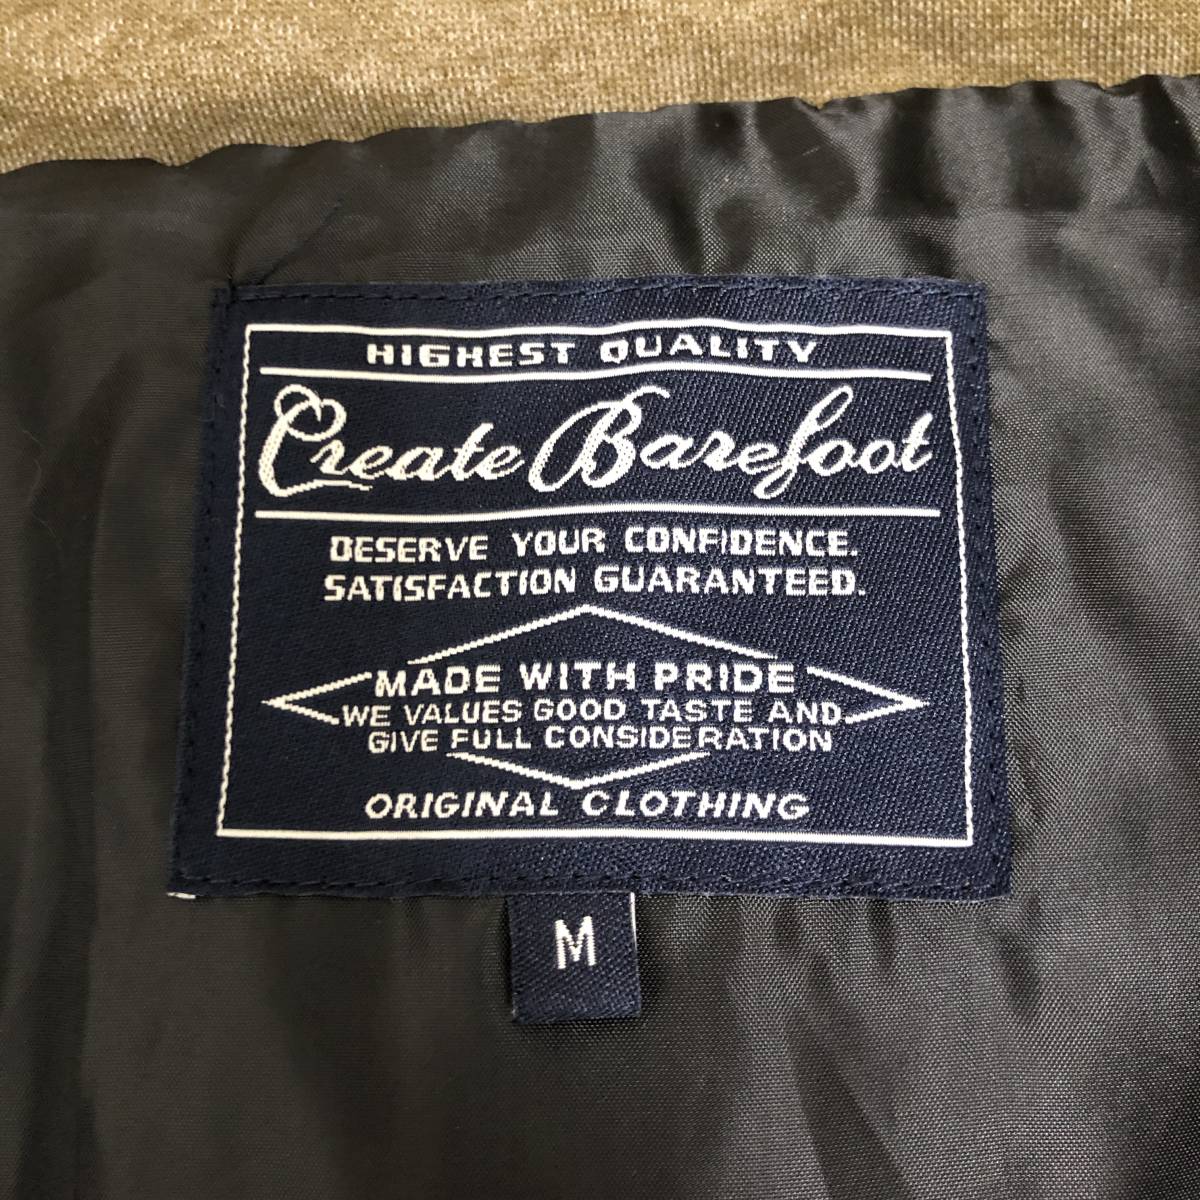 HIGHEST QUALITY
Create Barefoot
DESERVE YOUR CONFIDENCE.
SATISFACTION GUARANTEED.
MADE WITH PRIDE
WE VALUES GOOD TASTE AND
GIVE FULL CONSIDERATION
ORIGINAL CLOTHING
M